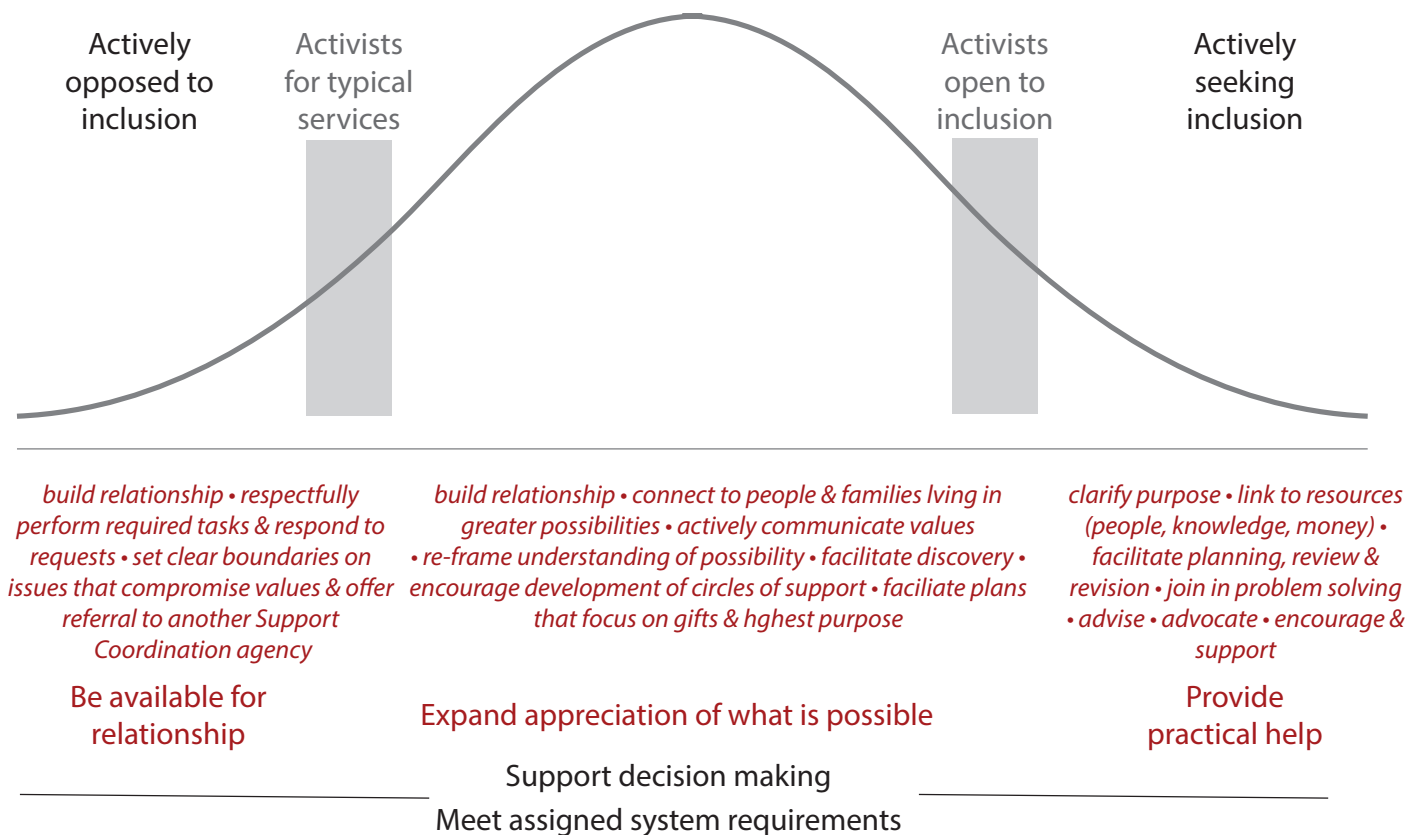 Actively
opposed to
inclusion
Activists
for typical
services
Activists
open to
inclusion
Actively
seeking
inclusion
build relationship • respectfully
perform required tasks & respond to
requests • set clear boundaries on
issues that compromise values & offer
referral to another Support
Coordination agency
build relationship • connect to people & families lving in
greater possibilities • actively communicate values
• re-frame understanding of possibility • facilitate discovery •
encourage development of circles of support • faciliate plans
that focus on gifts & hghest purpose
clarify purpose • link to resources
(people, knowledge, money) •
facilitate planning, review &
revision • join in problem solving
• advise • advocate • encourage &
support
Be available for
relationship
Expand appreciation of what is possible
Provide
practical help
Support decision making
Meet assigned system requirements